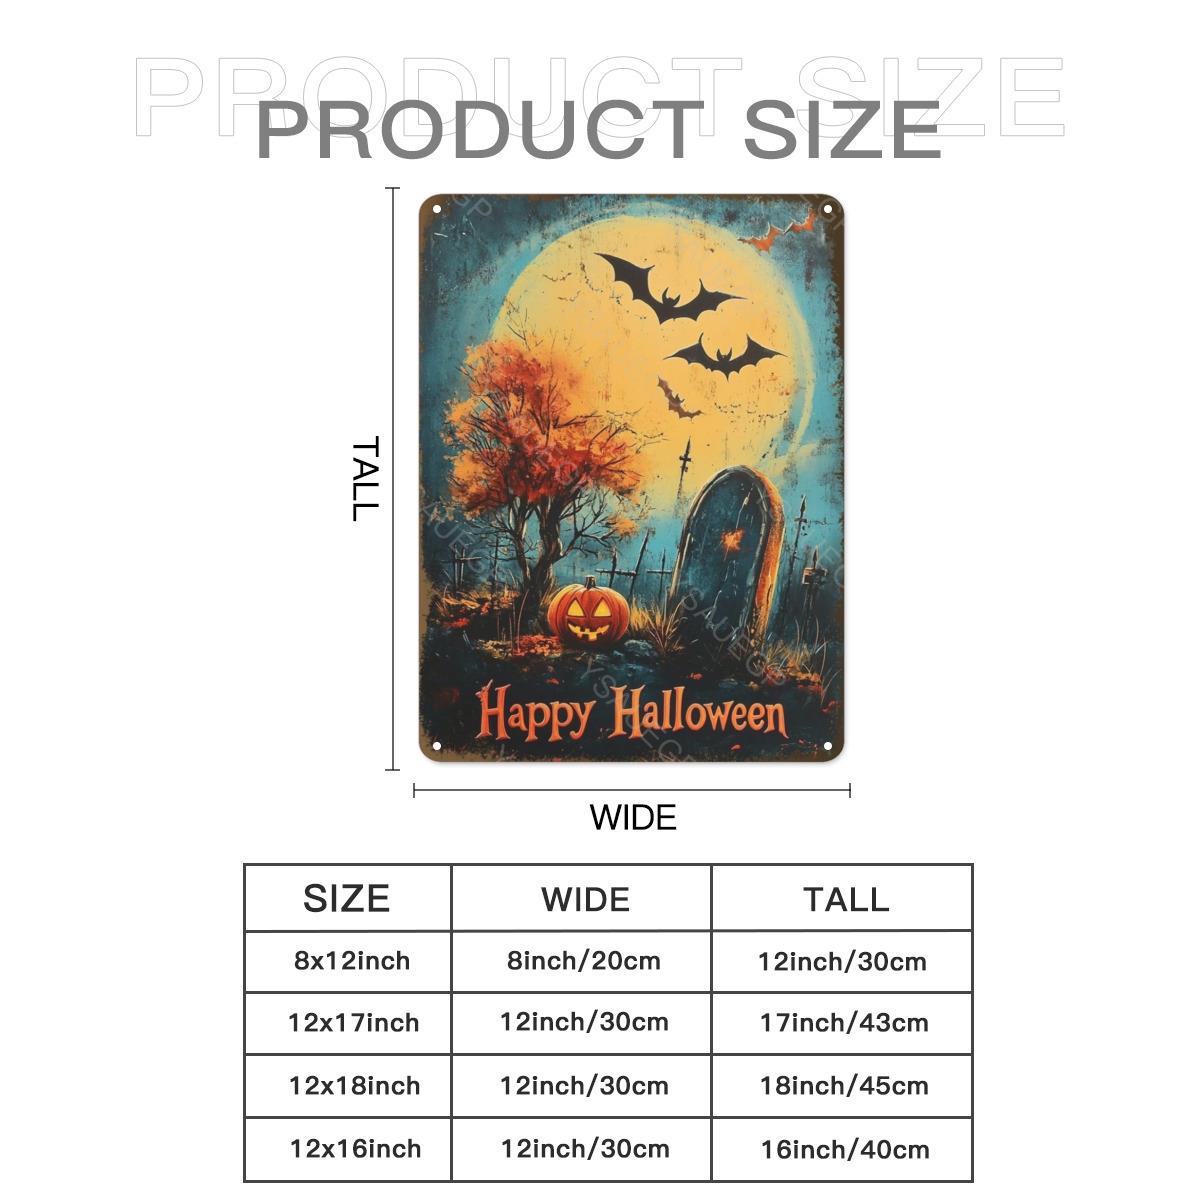 PRODUCT SIZE
PRODUCT SIZE
TALL
YSAUEGP
Happy Halloween
WIDE
SIZE WIDE TALL
8x12inch 8inch/20cm 12inch/30cm
12x17inch 12inch/30cm 17inch/43cm
12x18inch 12inch/30cm 18inch/45cm
12x16inch 12inch/30cm 16inch/40cm